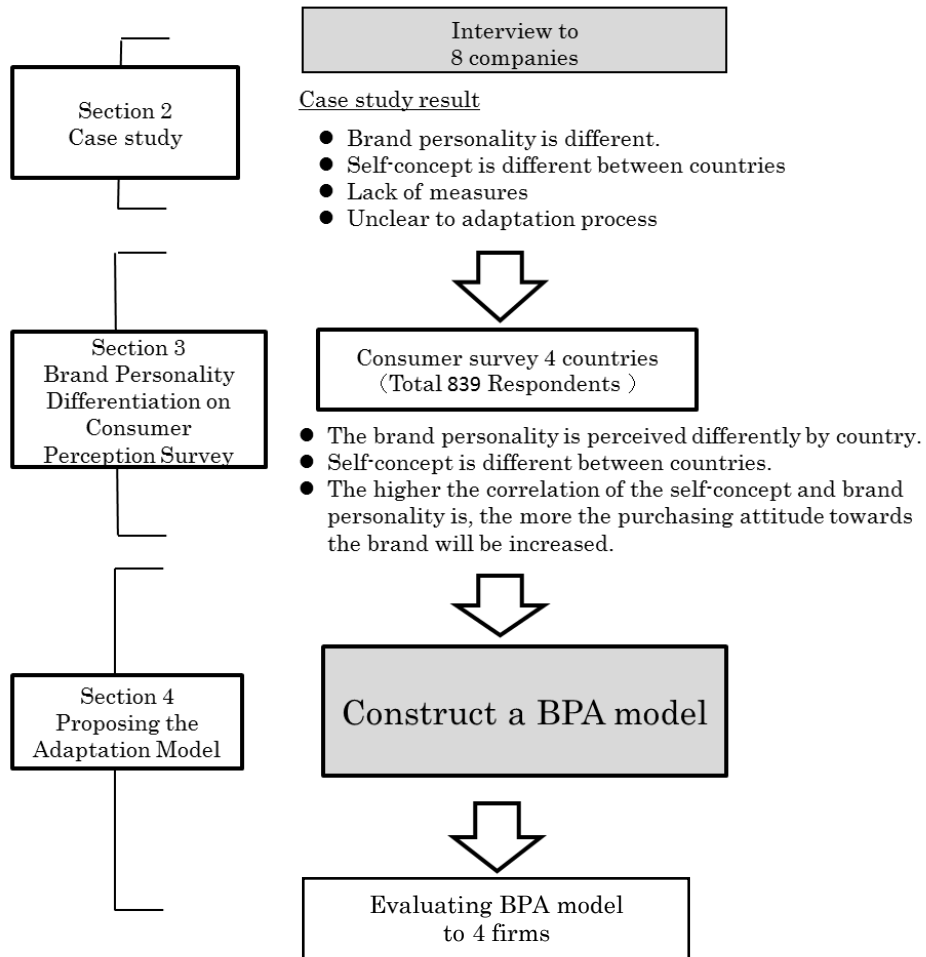 Interview to
8 companies
Section 2
Case study
Case study result
● Brand personality is different.
● Self-concept is different between countries
● Lack of measures
● Unclear to adaptation process
Section 3
Brand Personality
Differentiation on
Consumer
Perception Survey
Consumer survey 4 countries
（Total 839 Respondents ）
● The brand personality is perceived differently by country.
● Self-concept is different between countries.
● The higher the correlation of the self-concept and brand
personality is, the more the purchasing attitude towards
the brand will be increased.
Section 4
Proposing the
Adaptation Model
Construct a BPA model
Evaluating BPA model
to 4 firms